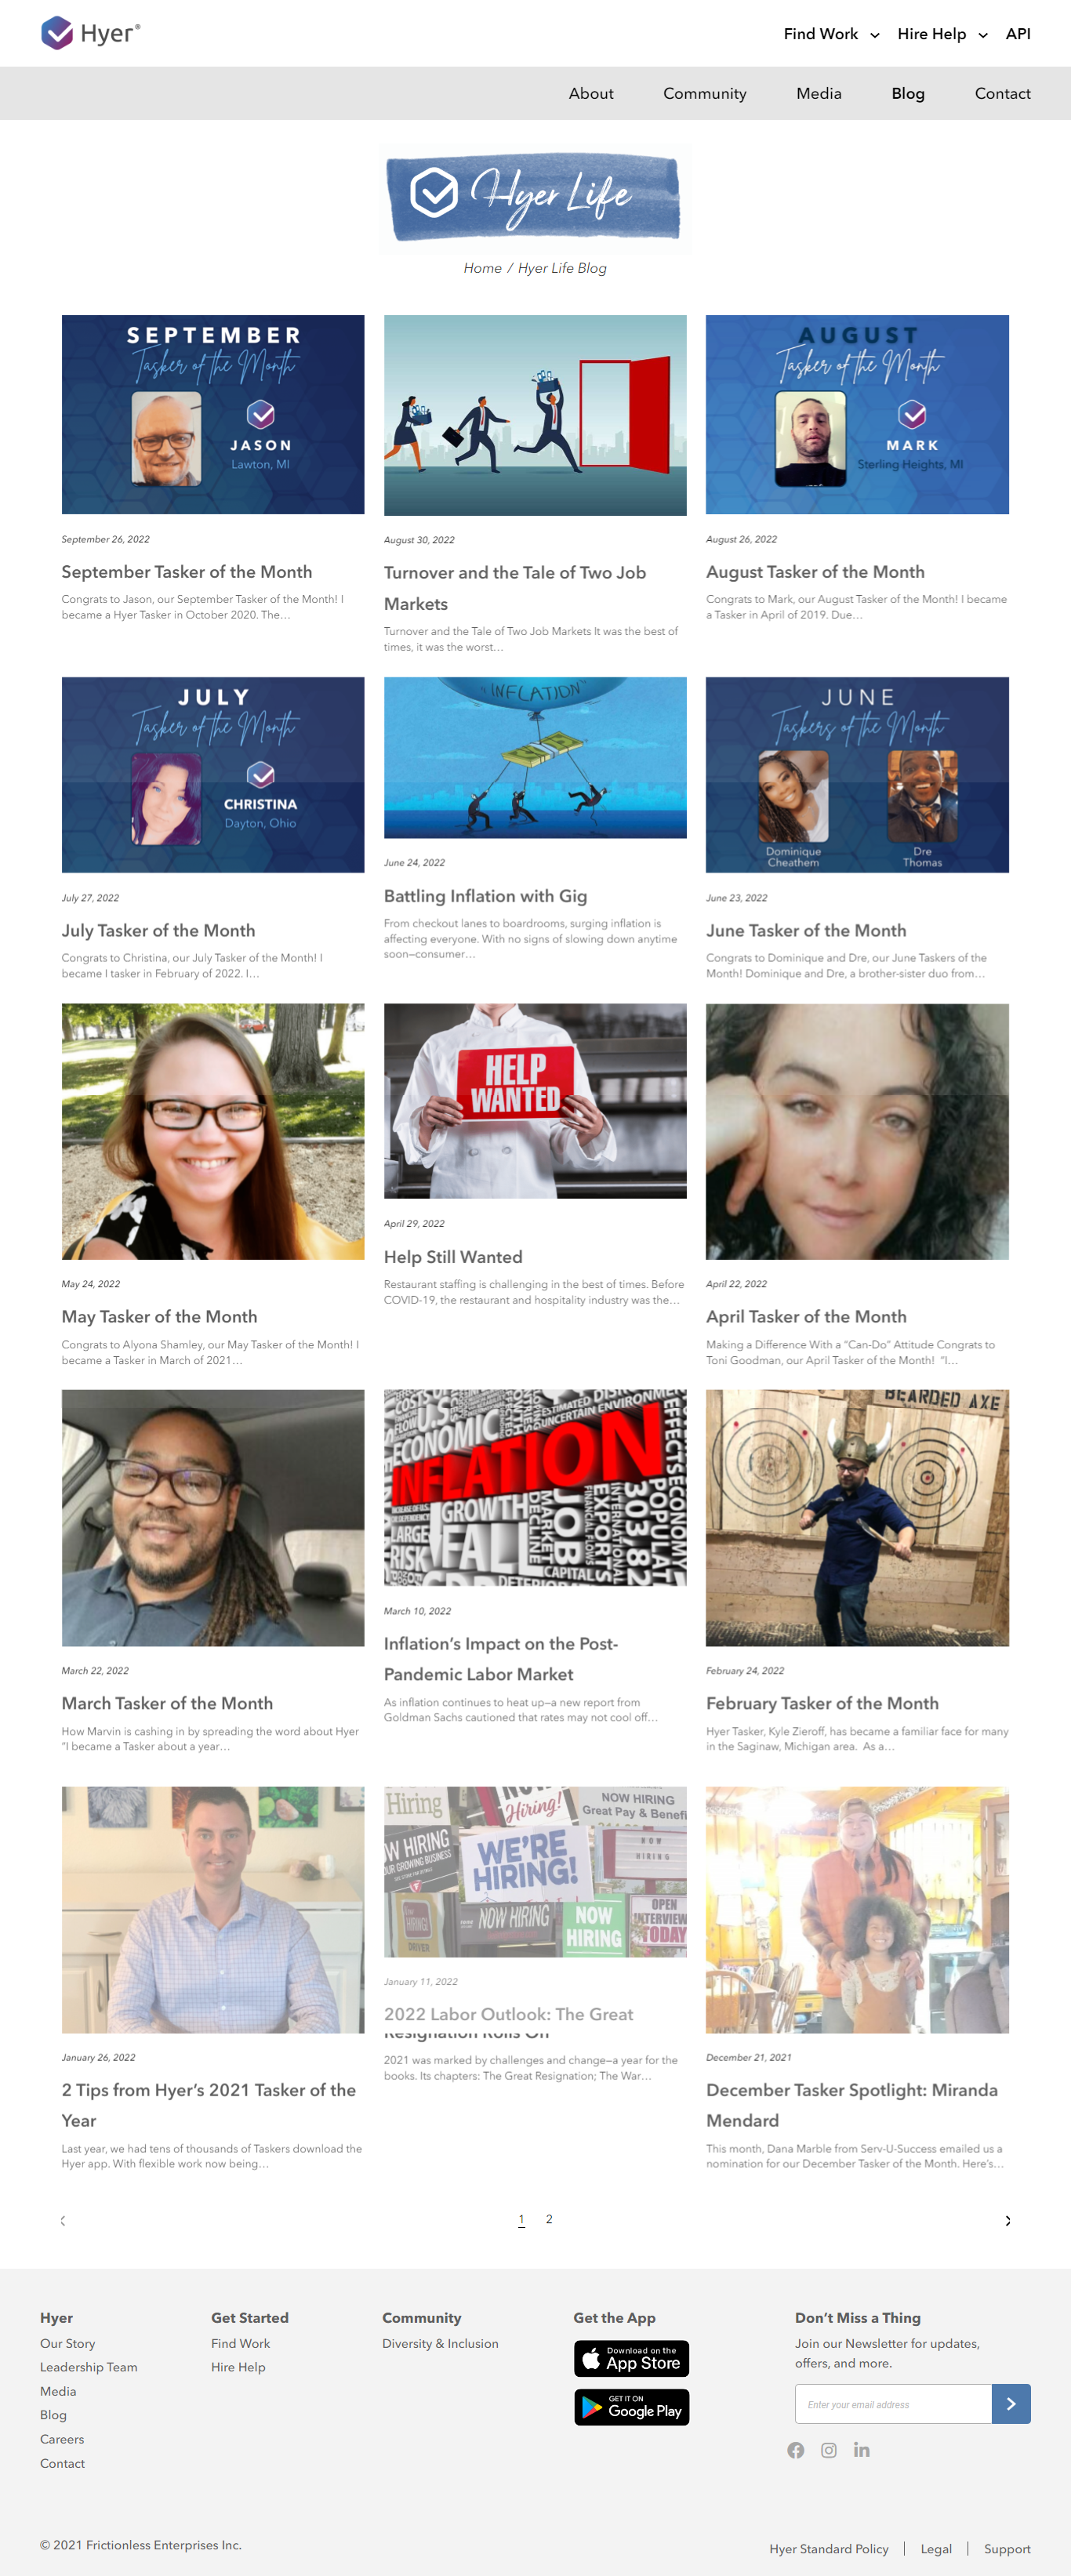 Hyer®
Find Work
Hire Help
API
About
Community
Media
Blog
Contact
Hyer Life
Home / Hyer Life Blog
SEPTEMBER
Tasker of the Month
JASON
Lawton, MI
September 26, 2022
September Tasker of the Month
Congrats to Jason, our September Tasker of the Month! I
became a Hyer Tasker in October 2020. The…
August 30, 2022
Turnover and the Tale of Two Job
Markets
Turnover and the Tale of Two Job Markets It was the best of
times, it was the worst…
AUGUST
Tasker of the Month
MARK
Sterling Heights, MI
August 26, 2022
August Tasker of the Month
Congrats to Mark, our August Tasker of the Month! I became
a Tasker in April of 2019. Due…
JULY
Tasker of the Month
CHRISTINA
Dayton, Ohio
July 27, 2022
July Tasker of the Month
Congrats to Christina, our July Tasker of the Month! I
became I tasker in February of 2022. I…
INFLATION
June 24, 2022
Battling Inflation with Gig
From checkout lanes to boardrooms, surging inflation is
affecting everyone. With no signs of slowing down anytime
soon—consumer…
JUNE
Taskers of the Month
Dominique
Cheathem
Dre
Thomas
June 23, 2022
June Tasker of the Month
Congrats to Dominique and Dre, our June Taskers of the
Month! Dominique and Dre, a brother-sister duo from…
May 24, 2022
May Tasker of the Month
Congrats to Alyona Shamley, our May Tasker of the Month! I
became a Tasker in March of 2021…
HELP
WANTED
April 29, 2022
Help Still Wanted
Restaurant staffing is challenging in the best of times. Before
COVID-19, the restaurant and hospitality industry was the…
April 22, 2022
April Tasker of the Month
Making a Difference With a “Can-Do” Attitude Congrats to
Toni Goodman, our April Tasker of the Month!  “I…
March 22, 2022
March Tasker of the Month
How Marvin is cashing in by spreading the word about Hyer
“I became a Tasker about a year…
U.S.
ECONOMIC
UNCERTAIN ENVIRONMENT
INFLATION
GROWTH
LARGE
FALL
RISK
MARKET
DECLINE
JOB
EXPORTS
INTERNATIONAL
303,82
POPULAT
EFFECTS
ECONOMY
CAPITAL
March 10, 2022
Inflation’s Impact on the Post-
Pandemic Labor Market
As inflation continues to heat up—a new report from
Goldman Sachs cautioned that rates may not cool off…
BEARDED AXE
February 24, 2022
February Tasker of the Month
Hyer Tasker, Kyle Zieroff, has became a familiar face for many
in the Saginaw, Michigan area.  As a…
January 26, 2022
2 Tips from Hyer’s 2021 Tasker of the
Year
Last year, we had tens of thousands of Taskers download the
Hyer app. With flexible work now being…
Hiring
Hiring!
NOW HIRING
Great Pay & Benefi
W HIRING
OUR GROWING BUSINESS
WE'RE
HIRING!
NOW
HIRING
HIRING!
DRIVER
NOW HIRING
NOW
HIRING
OPEN
INTERVIEW
TODAY
January 11, 2022
2022 Labor Outlook: The Great
Resignation Rolls On
2021 was marked by challenges and change—a year for the
books. Its chapters: The Great Resignation; The War…
December 21, 2021
December Tasker Spotlight: Miranda
Mendard
This month, Dana Marble from Serv-U-Success emailed us a
nomination for our December Tasker of the Month. Here’s…
1
2
Hyer
Our Story
Leadership Team
Media
Blog
Careers
Contact
Get Started
Find Work
Hire Help
Community
Diversity & Inclusion
Get the App
Download on the
App Store
GET IT ON
Google Play
Don’t Miss a Thing
Join our Newsletter for updates,
offers, and more.
Enter your email address
© 2021 Frictionless Enterprises Inc.
Hyer Standard Policy
Legal
Support